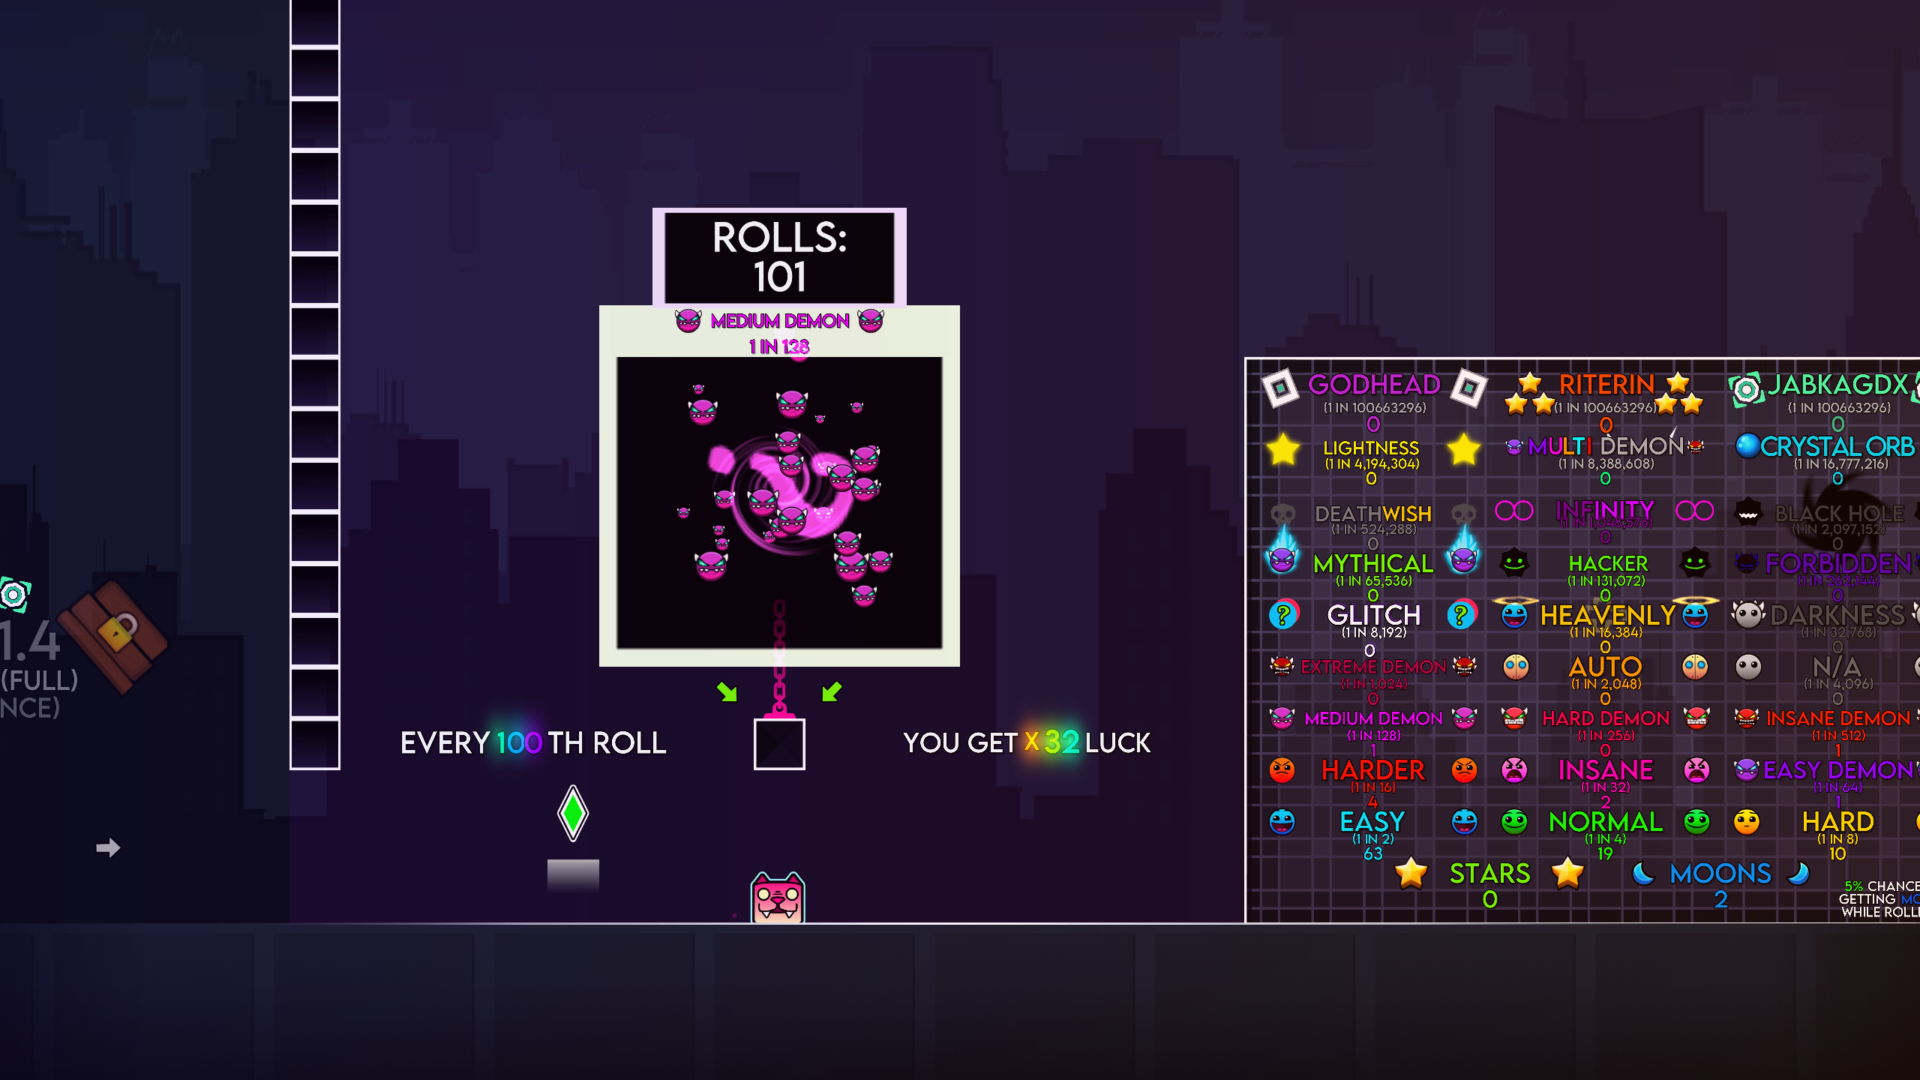 ROLLS:
101
MEDIUM DEMON
1 IN 128
EVERY 100 TH ROLL
YOU GET X 32 LUCK
1.4
(FULL)
NCE)
GODHEAD
(1 IN 100663296)
0
RITERIN
(1 IN 100663296)
0
JABKAGDX
(1 IN 100663296)
0
LIGHTNESS
(1 IN 4,194,304)
0
MULTI DEMON
(1 IN 8,388,608)
0
CRYSTAL ORB
(1 IN 16,777,216)
0
DEATHWISH
(1 IN 524,288)
0
INFINITY
0
BLACK HOLE
(1 IN 2,097,152)
0
MYTHICAL
(1 IN 65,536)
0
HACKER
(1 IN 131,072)
0
FORBIDDEN
(1 IN 262,144)
0
GLITCH
(1 IN 8,192)
0
HEAVENLY
(1 IN 16,384)
0
DARKNESS
(1 IN 32,768)
0
EXTREME DEMON
(1 IN 1,024)
0
AUTO
(1 IN 2,048)
0
N/A
(1 IN 4,096)
0
MEDIUM DEMON
(1 IN 128)
1
HARD DEMON
(1 IN 256)
0
INSANE DEMON
(1 IN 512)
1
HARDER
(1 IN 16)
4
INSANE
(1 IN 32)
2
EASY DEMON
(1 IN 64)
1
EASY
(1 IN 2)
63
NORMAL
(1 IN 4)
19
HARD
(1 IN 8)
10
STARS
0
MOONS
2
5% CHANCE
GETTING MO
WHILE ROLL